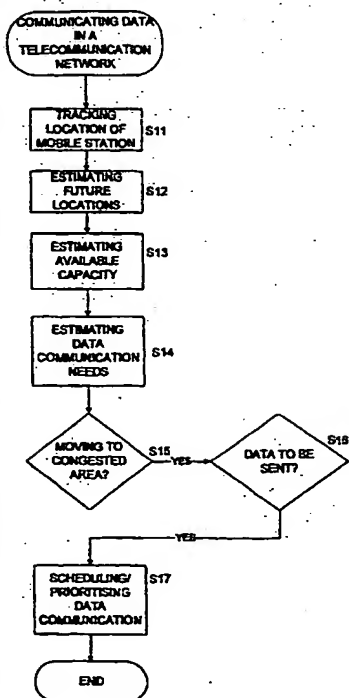 COMMUNICATING DATA
IN A
TELECOMMUNICATION
NETWORK
TRACKING
LOCATION OF
MOBILE STATION
S11
ESTIMATING
FUTURE
LOCATIONS
S12
ESTIMATING
AVAILABLE
CAPACITY
S13
ESTIMATING
DATA
COMMUNICATION
NEEDS
S14
MOVING TO
CONGESTED
AREA?
S15
YES
DATA TO BE
SENT?
S16
YES
SCHEDULING/
PRIORITISING
DATA
COMMUNICATION
S17
END